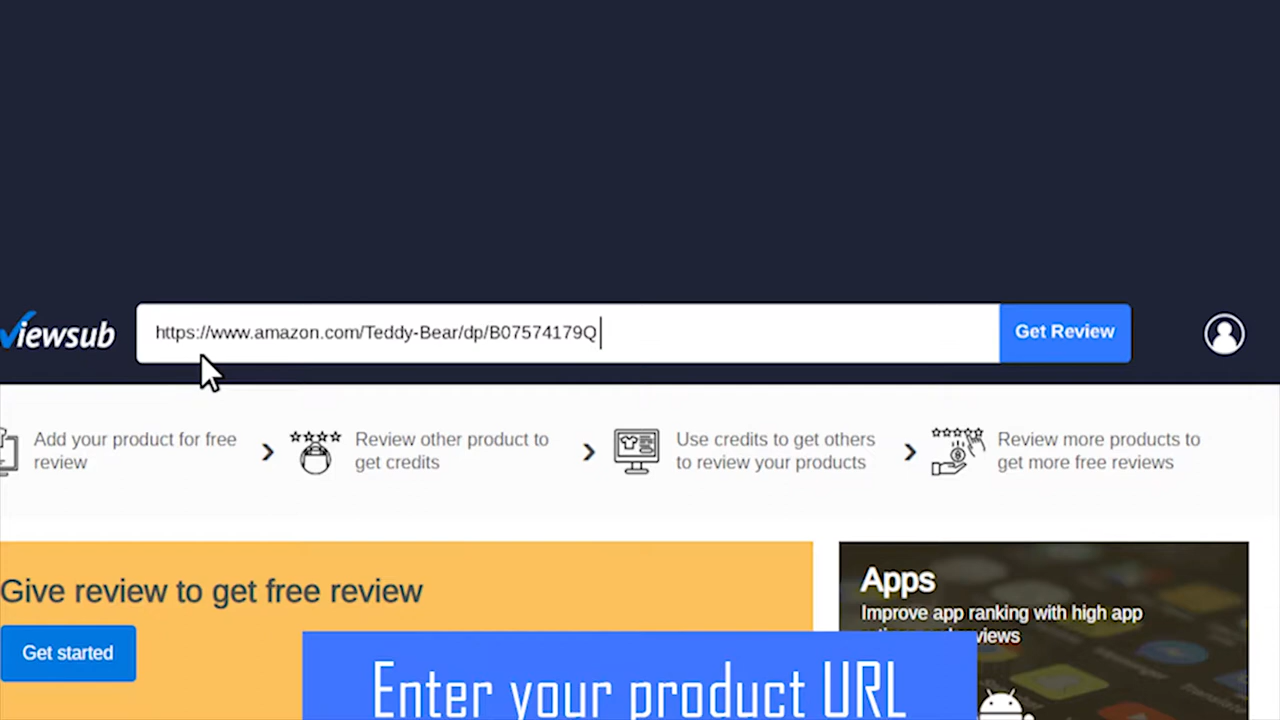 viewsub
https://www.amazon.com/Teddy-Bear/dp/B07574179Q
Get Review
Add your product for free
review
Review other product to
get credits
Use credits to get others
to review your products
Review more products to
get more free reviews
Give review to get free review
Get started
Apps
Improve app ranking with high app
views
Enter your product URL